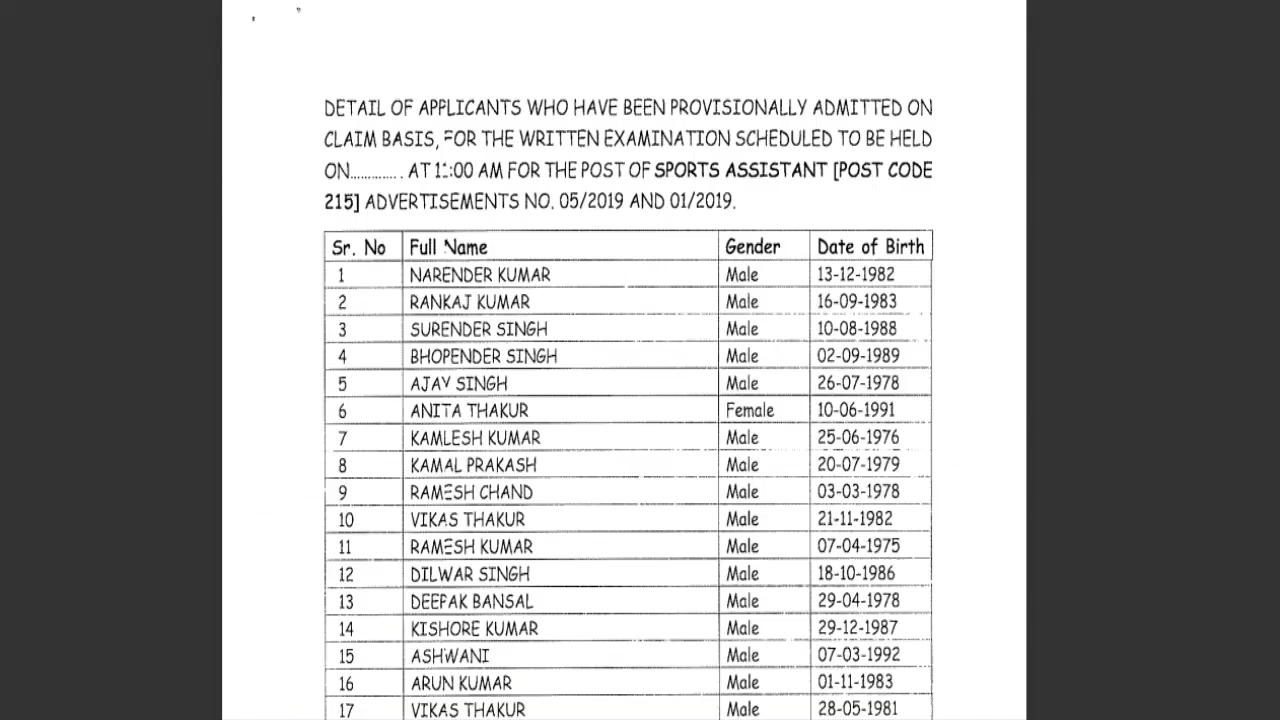 DETAIL OF APPLICANTS WHO HAVE BEEN PROVISIONALLY ADMITTED ON
CLAIM BASIS, FOR THE WRITTEN EXAMINATION SCHEDULED TO BE HELD
ON............. AT 11:00 AM FOR THE POST OF SPORTS ASSISTANT [POST CODE
215] ADVERTISEMENTS NO. 05/2019 AND 01/2019.
Sr. No Full Name Gender Date of Birth
1 NARENDER KUMAR Male 13-12-1982
2 RANKAJ KUMAR Male 16-09-1983
3 SURENDER SINGH Male 10-08-1988
4 BHOPENDER SINGH Male 02-09-1989
5 AJAY SINGH Male 26-07-1978
6 ANITA THAKUR Female 10-06-1991
7 KAMLESH KUMAR Male 25-06-1976
8 KAMAL PRAKASH Male 20-07-1979
9 RAMESH CHAND Male 03-03-1978
10 VIKAS THAKUR Male 21-11-1982
11 RAMESH KUMAR Male 07-04-1975
12 DILWAR SINGH Male 18-10-1986
13 DEEPAK BANSAL Male 29-04-1978
14 KISHORE KUMAR Male 29-12-1987
15 ASHWANI Male 07-03-1992
16 ARUN KUMAR Male 01-11-1983
17 VIKAS THAKUR Male 28-05-1981